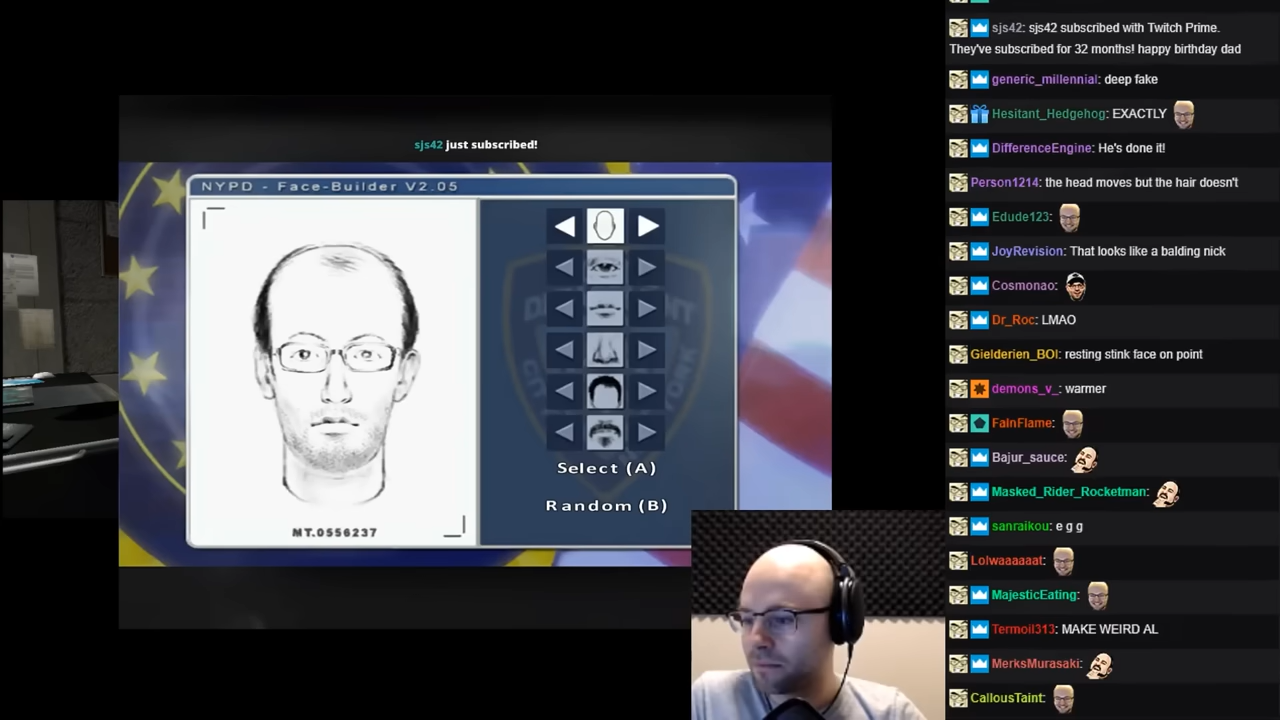 sjs42 just subscribed!
NYPD - Face-Builder V2.05
MT.0556237
Select (A)
Random (B)
sjs42: sjs42 subscribed with Twitch Prime.
They've subscribed for 32 months! happy birthday dad
generic_millennial: deep fake
Hesitant_Hedgehog: EXACTLY
DifferenceEngine: He's done it!
Person1214: the head moves but the hair doesn't
Edude123:
JoyRevision: That looks like a balding nick
Cosmonao:
Dr_Roc: LMAO
Gielderien_BOI: resting stink face on point
demons_v_: warmer
FalnFlame:
Bajur_sauce:
Masked_Rider_Rocketman:
sanraikou: e g g
Lolwaaaaaat:
MajesticEating:
Termoil313: MAKE WEIRD AL
MerksMurasaki:
CallousTaint: